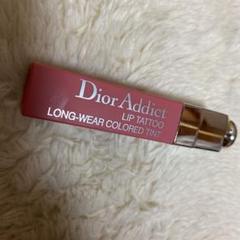 Dior Addict
LIP TATTOO
LONG-WEAR COLORED TINT